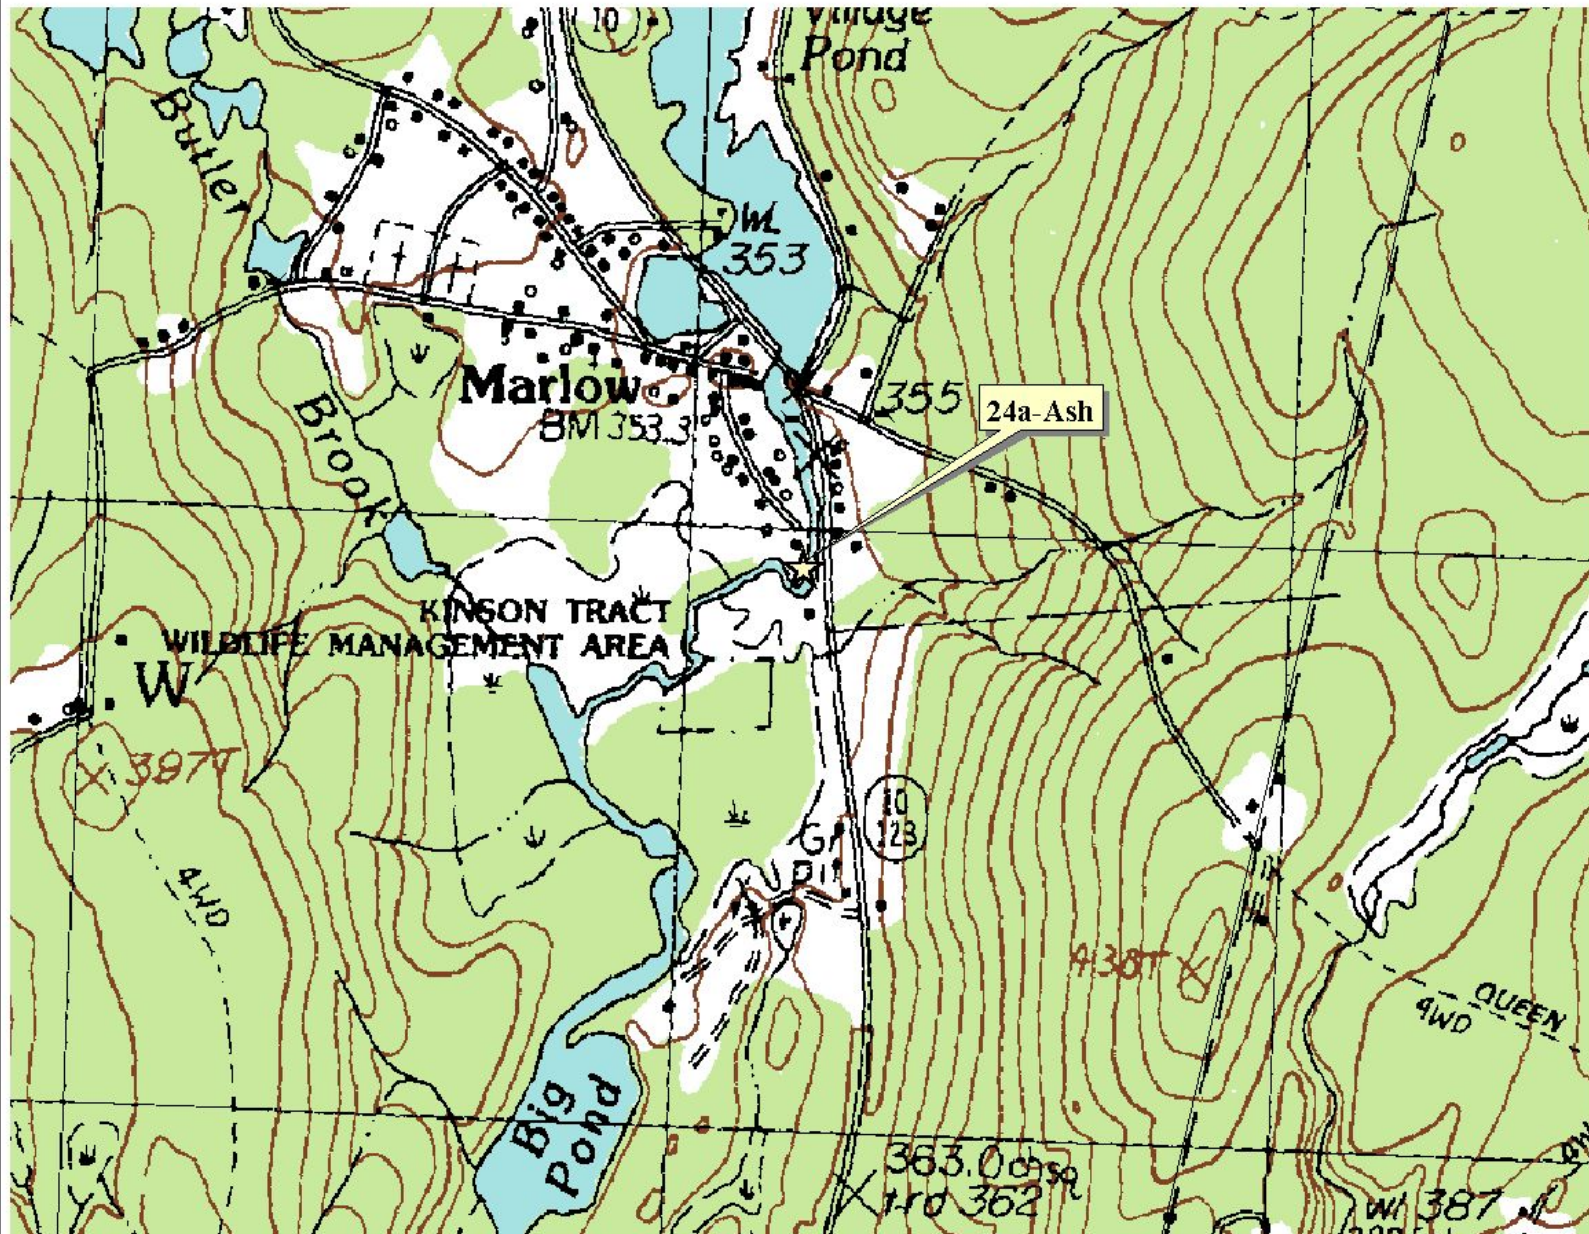 10
Village
Pond
Butler
WL
353
Marlow
BM 353.3
355
24a-Ash
Brook
KINSON TRACT
WILDLIFE MANAGEMENT AREA
W
397T
10
123
Gr
Pit
4WD
438T
QUEEN
4WD
Big
Pond
363.0
trd 362
wl 387